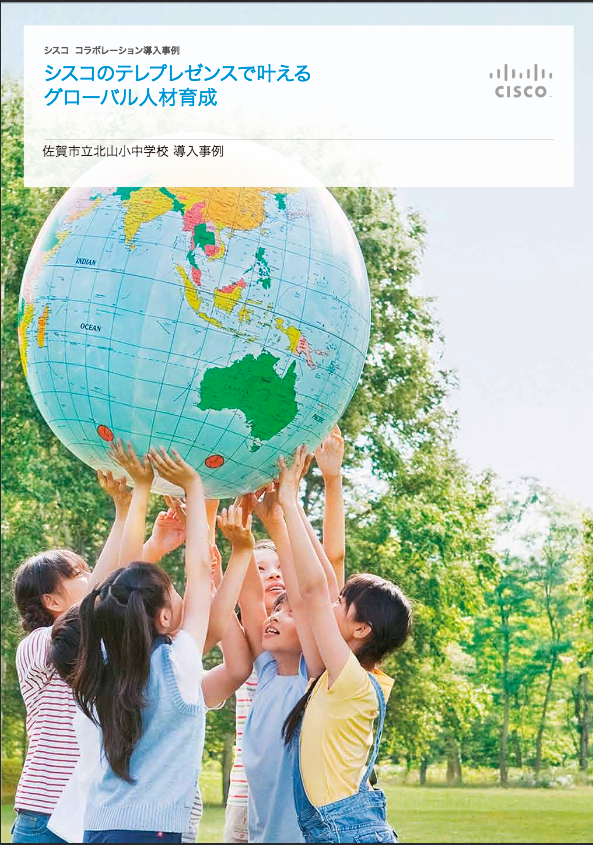 シスコ コラボレーション導入事例
シスコのテレプレゼンスで叶える
グローバル人材育成
CISCO
佐賀市立北山小中学校 導入事例
INDIAN
OCEAN